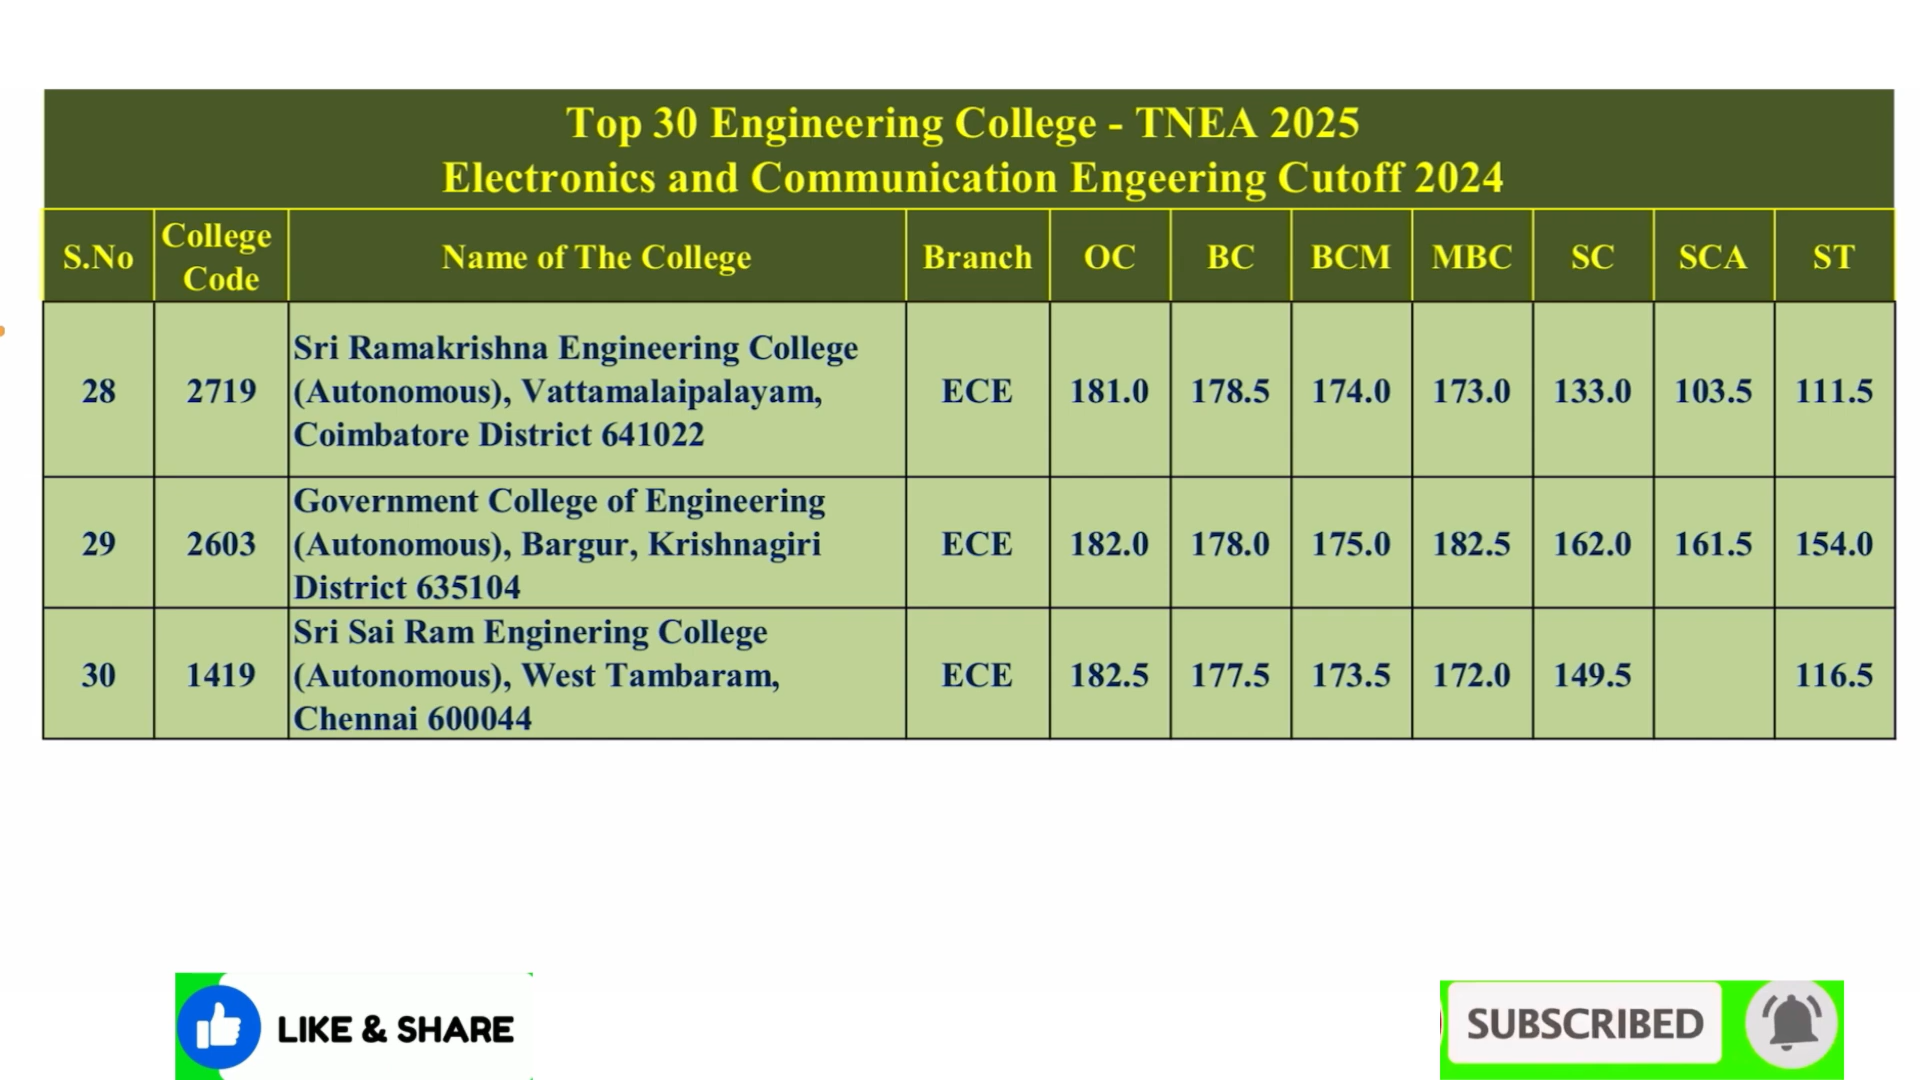 Top 30 Engineering College - TNEA 2025
Electronics and Communication Engeering Cutoff 2024
S.No College Code Name of The College Branch OC BC BCM MBC SC SCA ST
Sri Ramakrishna Engineering College
28 2719 (Autonomous), Vattamalaipalayam, ECE 181.0 178.5 174.0 173.0 133.0 103.5 111.5
Coimbatore District 641022
Government College of Engineering
29 2603 (Autonomous), Bargur, Krishnagiri ECE 182.0 178.0 175.0 182.5 162.0 161.5 154.0
District 635104
Sri Sai Ram Enginering College
30 1419 (Autonomous), West Tambaram, ECE 182.5 177.5 173.5 172.0 149.5 116.5
Chennai 600044
LIKE & SHARE
SUBSCRIBED